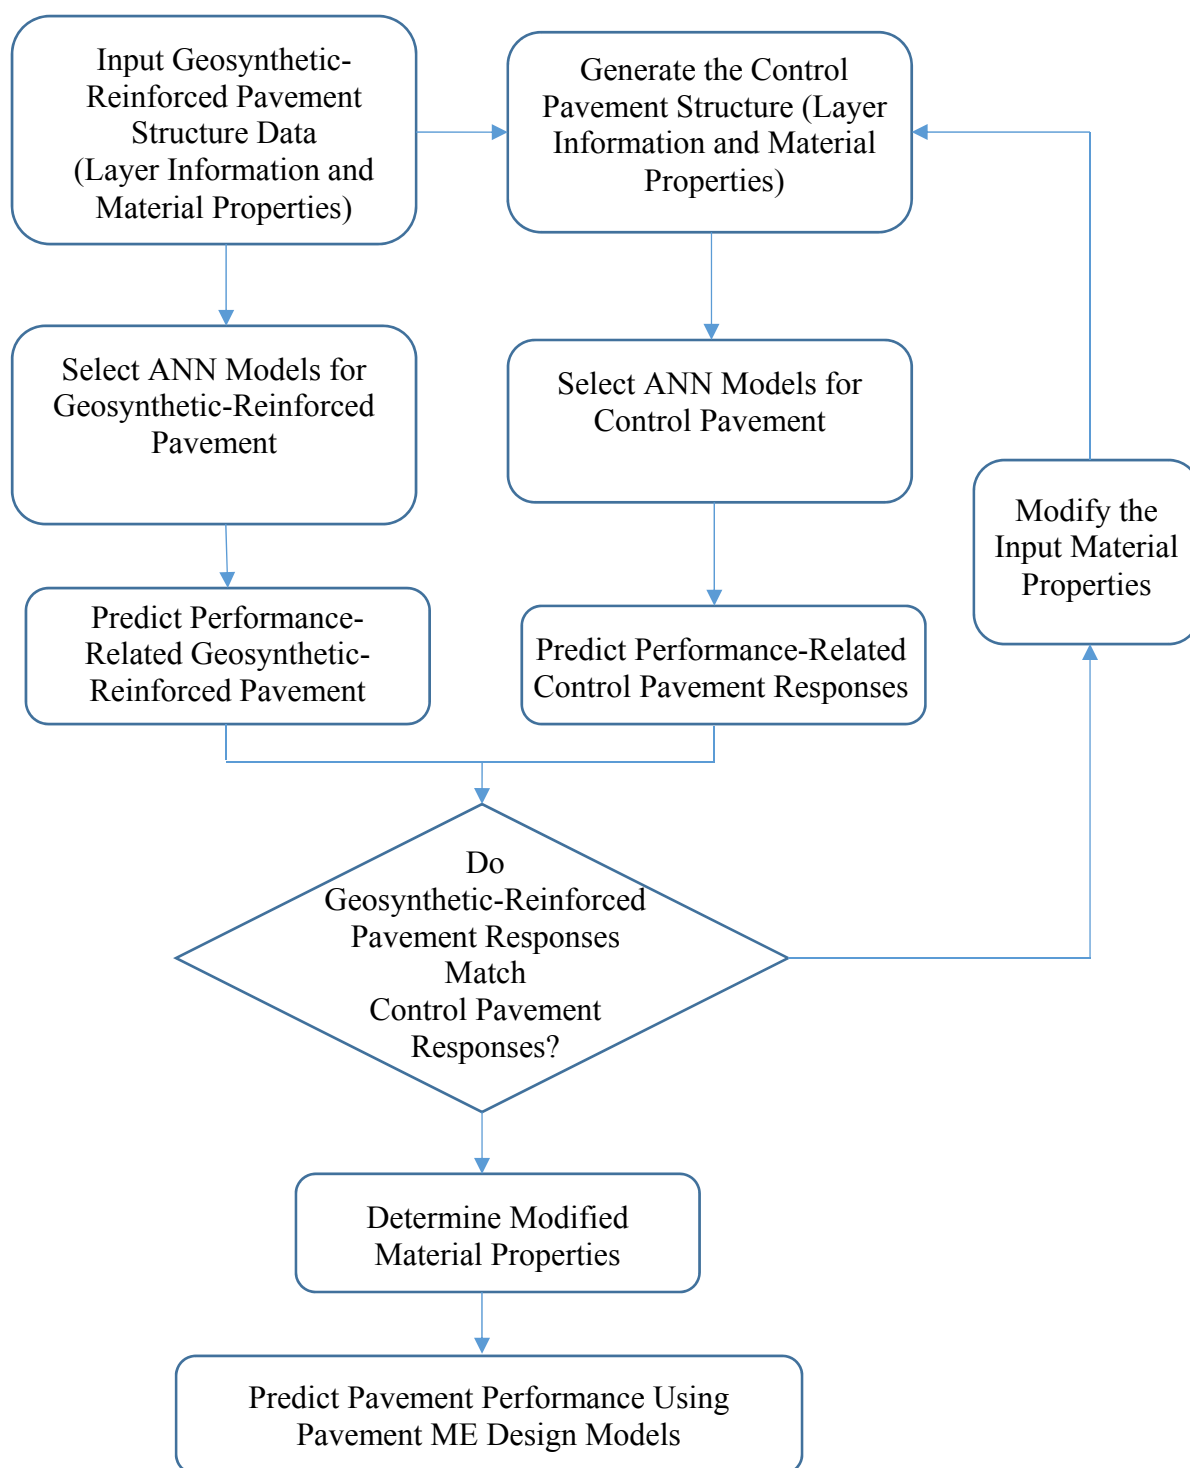 Input Geosynthetic-
Reinforced Pavement
Structure Data
(Layer Information and
Material Properties)
Generate the Control
Pavement Structure (Layer
Information and Material
Properties)
Select ANN Models for
Geosynthetic-Reinforced
Pavement
Select ANN Models for
Control Pavement
Modify the
Input Material
Properties
Predict Performance-
Related Geosynthetic-
Reinforced Pavement
Predict Performance-Related
Control Pavement Responses
Do
Geosynthetic-Reinforced
Pavement Responses
Match
Control Pavement
Responses?
Determine Modified
Material Properties
Predict Pavement Performance Using
Pavement ME Design Models